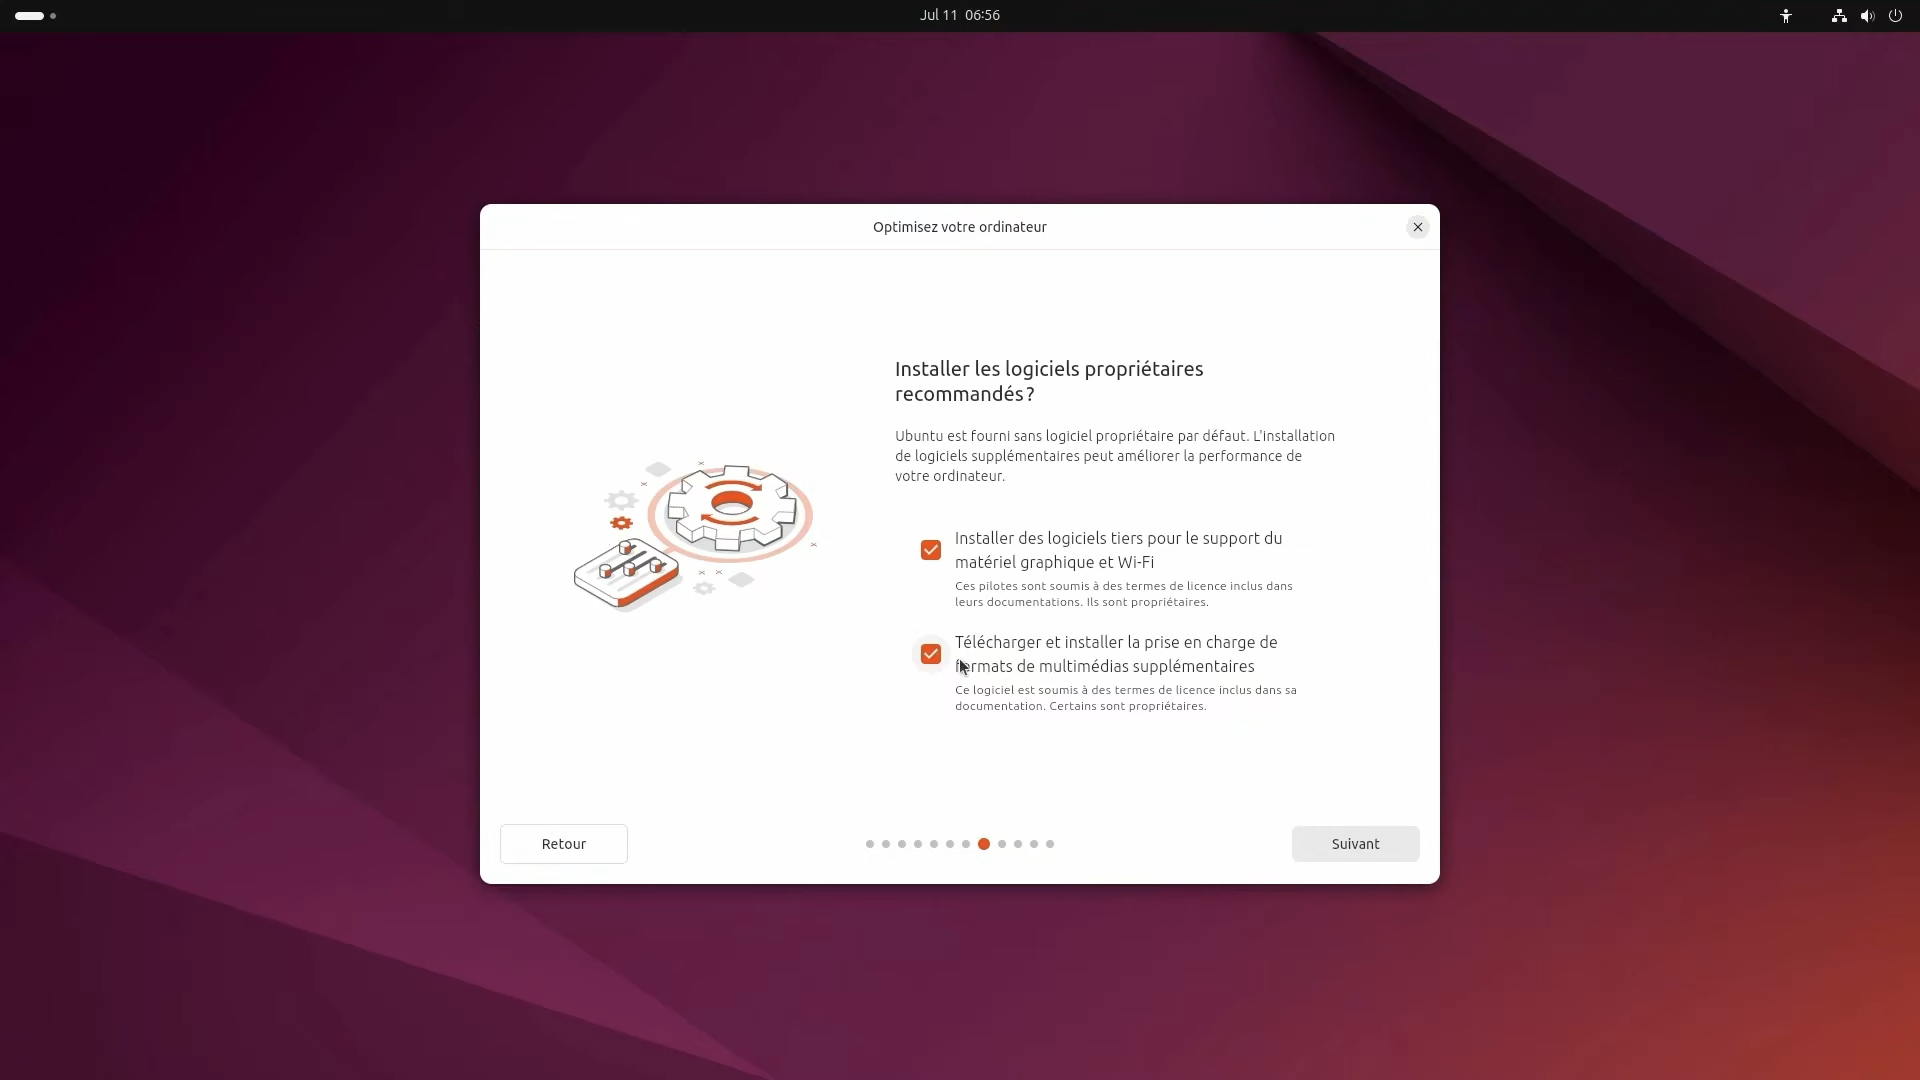 Jul 11 06:56
Optimisez votre ordinateur
Installer les logiciels propriétaires
recommandés ?
Ubuntu est fourni sans logiciel propriétaire par défaut. L'installation
de logiciels supplémentaires peut améliorer la performance de
votre ordinateur.
Installer des logiciels tiers pour le support du
matériel graphique et Wi-Fi
Ces pilotes sont soumis à des termes de licence inclus dans
leurs documentations. Ils sont propriétaires.
Télécharger et installer la prise en charge de
formats de multimédias supplémentaires
Ce logiciel est soumis à des termes de licence inclus dans sa
documentation. Certains sont propriétaires.
Retour
Suivant